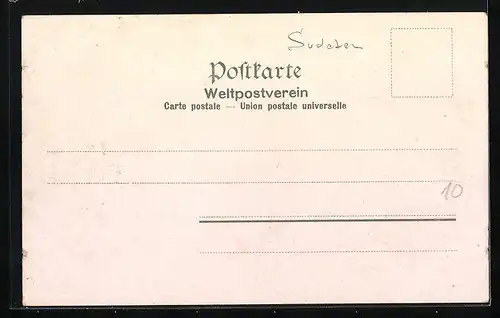 Sudeten
Postkarte
Weltpostverein
Carte postale — Union postale universelle
10